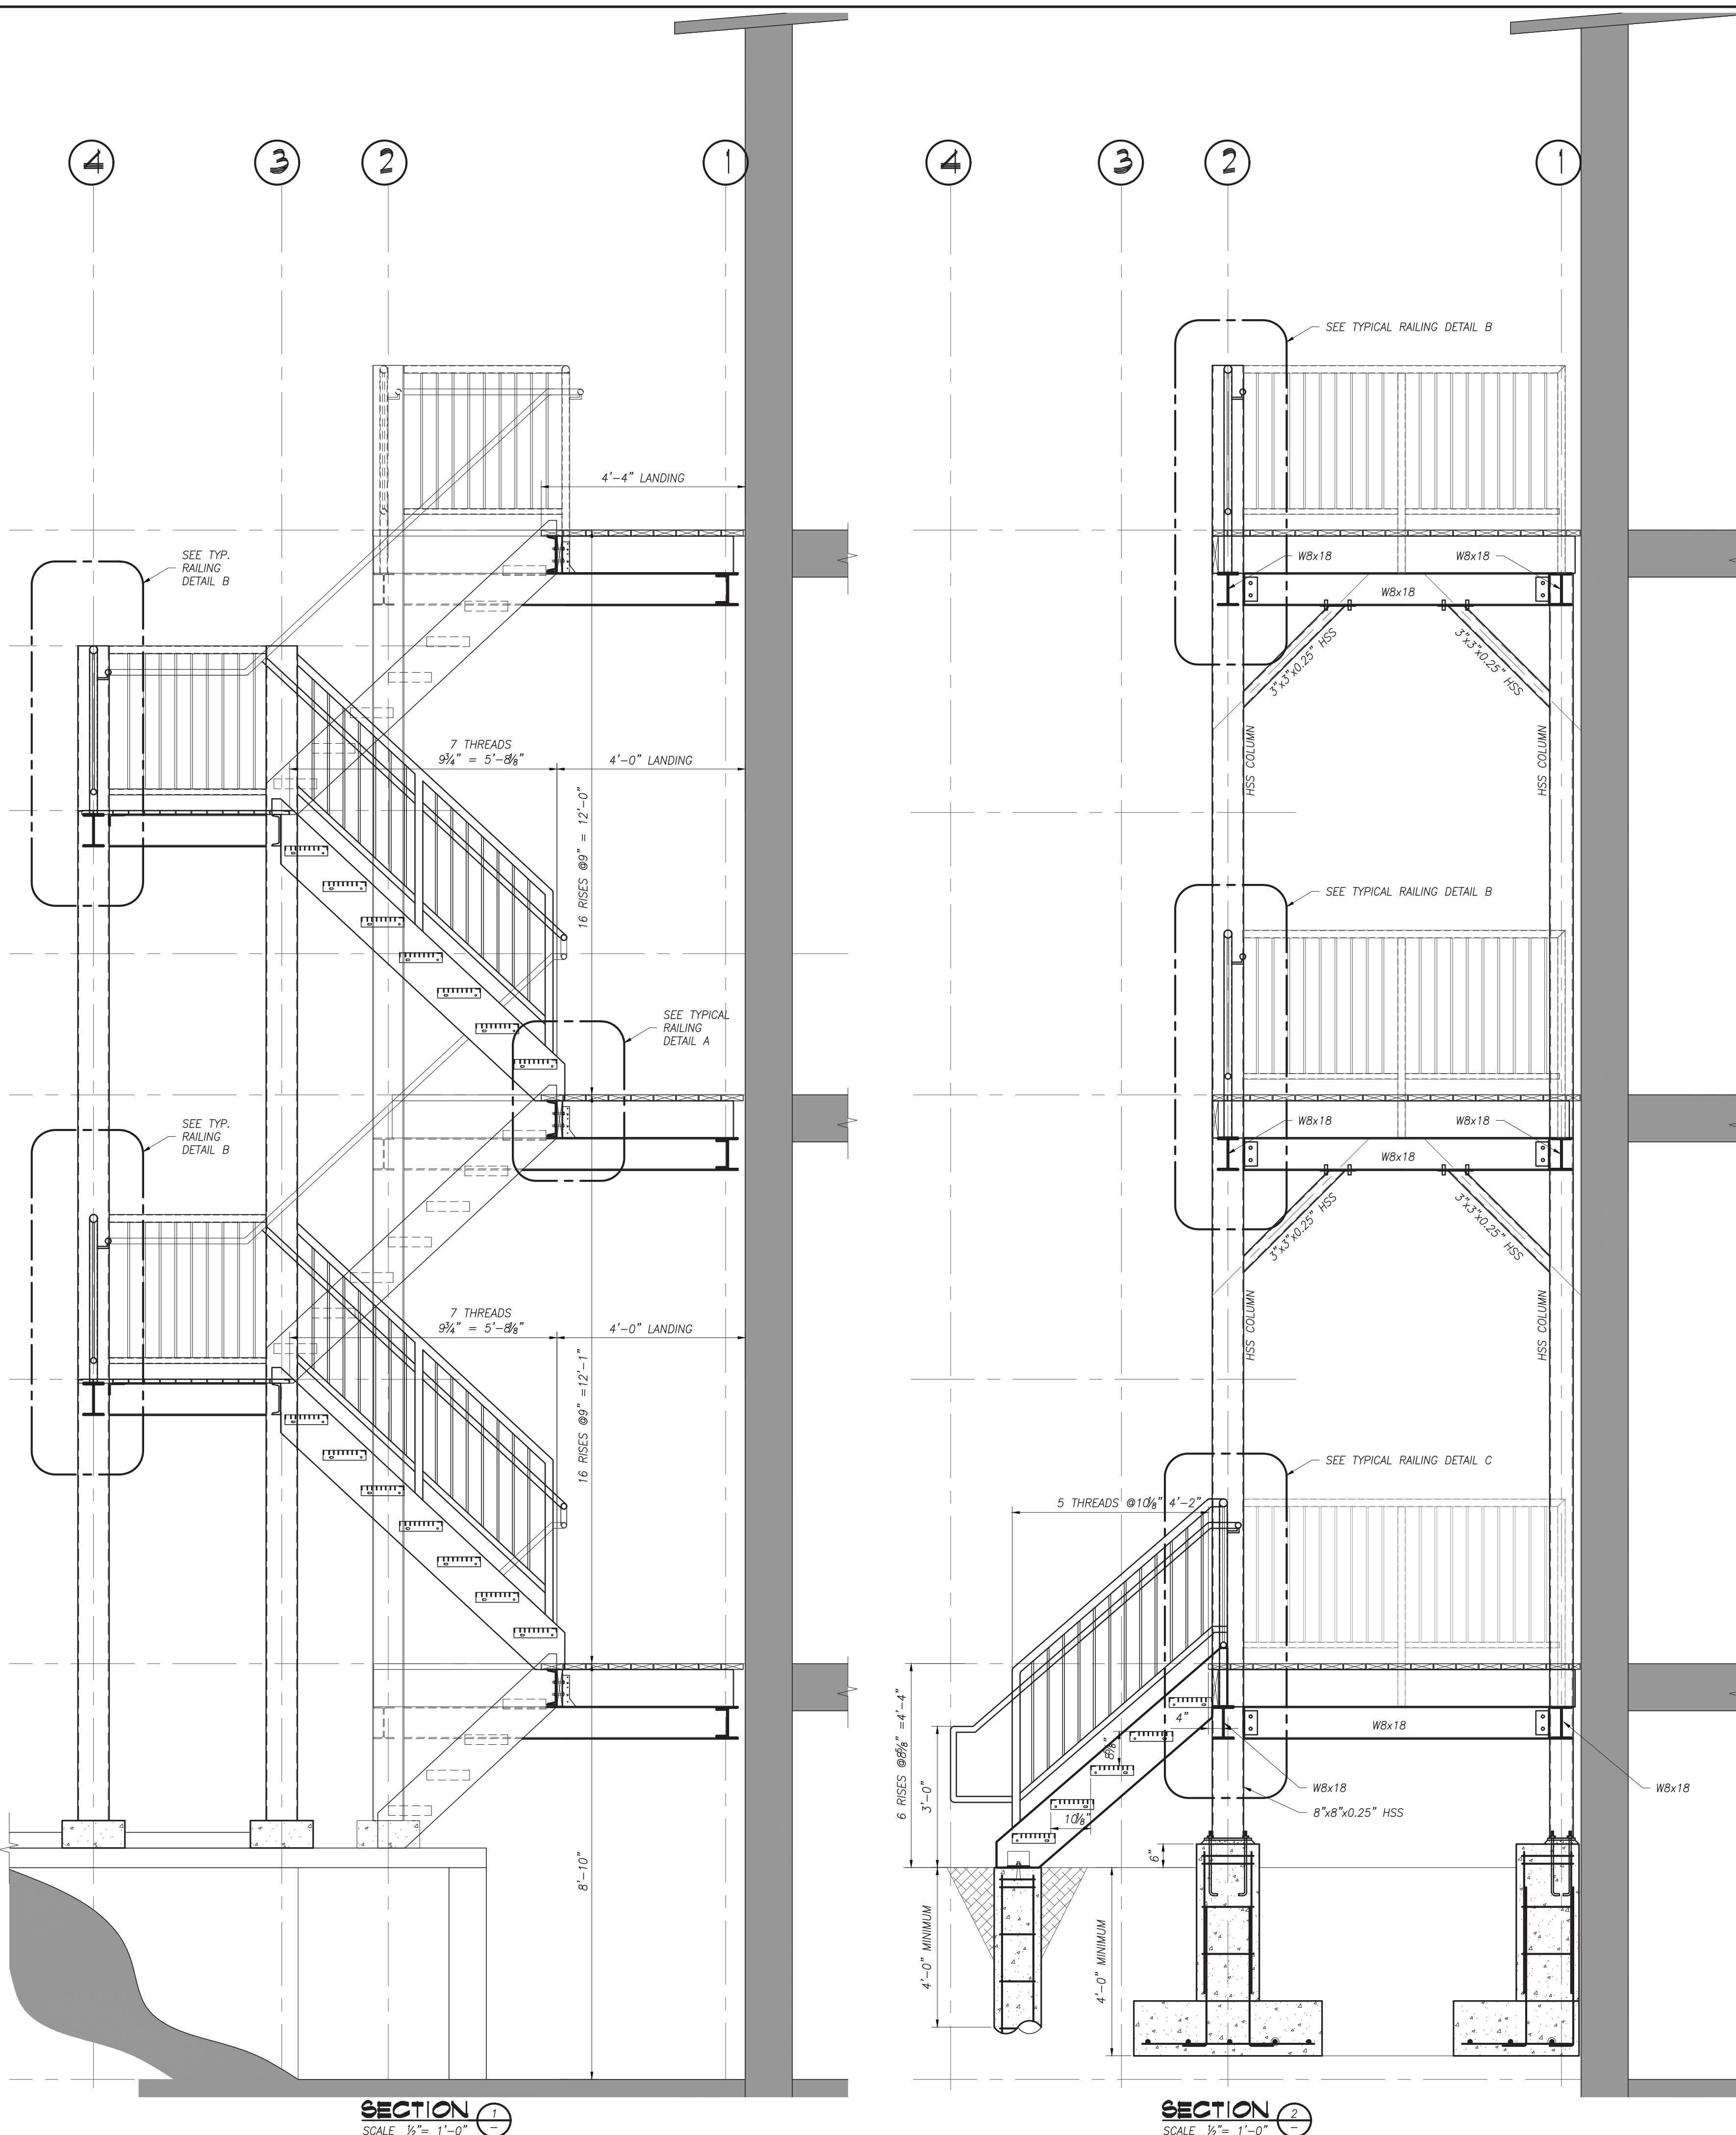 4
3
2
1
4'-4" LANDING
SEE TYP.
RAILING
DETAIL B
7 THREADS
9¾" = 5'-8⅛"
4'-0" LANDING
16 RISES @9" = 12'-0"
SEE TYPICAL
RAILING
DETAIL A
SEE TYP.
RAILING
DETAIL B
7 THREADS
9¾" = 5'-8⅛"
4'-0" LANDING
16 RISES @9" =12'-1"
8'-10"
SECTION 1
–
SCALE ½"= 1'-0"
4
3
2
1
SEE TYPICAL RAILING DETAIL B
W8x18
W8x18
W8x18
3"x3"x0.25" HSS
3"x3"x0.25" HSS
HSS COLUMN
HSS COLUMN
SEE TYPICAL RAILING DETAIL B
W8x18
W8x18
W8x18
3"x3"x0.25" HSS
3"x3"x0.25" HSS
HSS COLUMN
HSS COLUMN
SEE TYPICAL RAILING DETAIL C
5 THREADS @10⅛" 4'-2"
6 RISES @8⅝" =4'-4"
3'-0"
4"
8⅝"
10⅛"
W8x18
W8x18
8"x8"x0.25" HSS
W8x18
6"
4'-0" MINIMUM
4'-0" MINIMUM
SECTION 2
–
SCALE ½"= 1'-0"